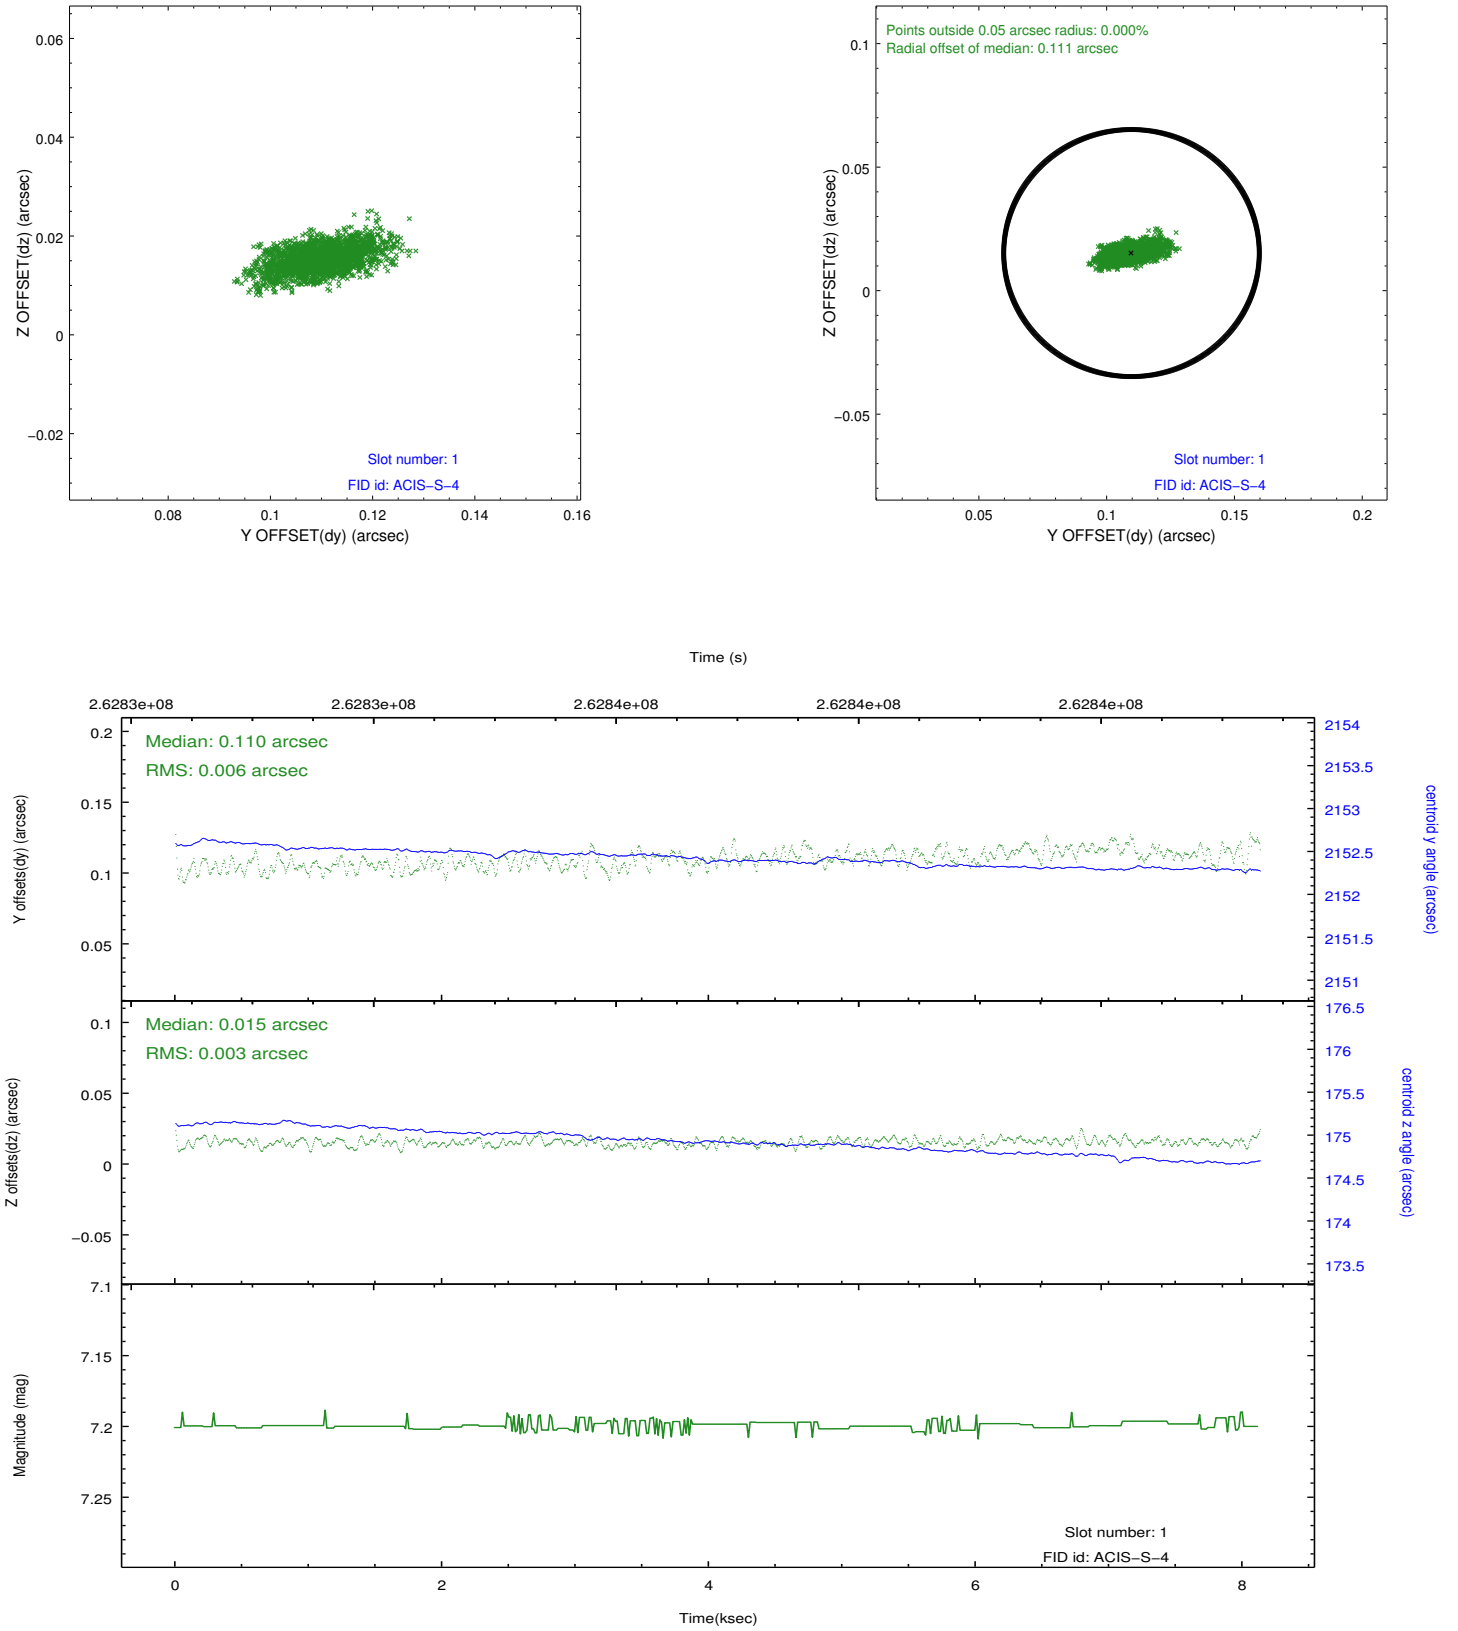 0.06
0.04
0.02
0
−0.02
Z OFFSET(dz) (arcsec)
Slot number: 1
FID id: ACIS−S−4
0.08
0.1
0.12
0.14
0.16
Y OFFSET(dy) (arcsec)
Points outside 0.05 arcsec radius: 0.000%
Radial offset of median: 0.111 arcsec
0.1
0.05
0
−0.05
Z OFFSET(dz) (arcsec)
Slot number: 1
FID id: ACIS−S−4
0.05
0.1
0.15
0.2
Y OFFSET(dy) (arcsec)
Time (s)
2.6283e+08
2.6283e+08
2.6284e+08
2.6284e+08
2.6284e+08
Median: 0.110 arcsec
RMS: 0.006 arcsec
0.2
0.15
0.1
0.05
Y offsets(dy) (arcsec)
2154
2153.5
2153
2152.5
2152
2151.5
2151
centroid y angle (arcsec)
Median: 0.015 arcsec
RMS: 0.003 arcsec
0.1
0.05
0
−0.05
Z offsets(dz) (arcsec)
176.5
176
175.5
175
174.5
174
173.5
centroid z angle (arcsec)
7.1
7.15
7.2
7.25
Magnitude (mag)
Slot number: 1
FID id: ACIS−S−4
0
2
4
6
8
Time(ksec)